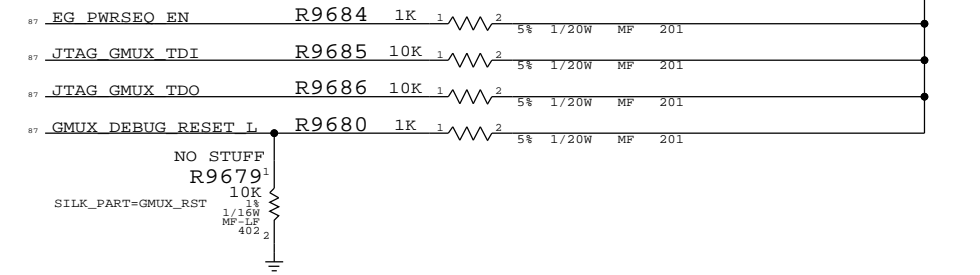 87 EG_PWRSEQ_EN R9684 1K 1 2
5% 1/20W MF 201
87 JTAG_GMUX_TDI R9685 10K 1 2
5% 1/20W MF 201
87 JTAG_GMUX_TDO R9686 10K 1 2
5% 1/20W MF 201
87 GMUX_DEBUG_RESET_L R9680 1K 1 2
5% 1/20W MF 201
NO STUFF
R9679 1
10K
SILK_PART=GMUX_RST 1%
1/16W
MF-LF
402 2